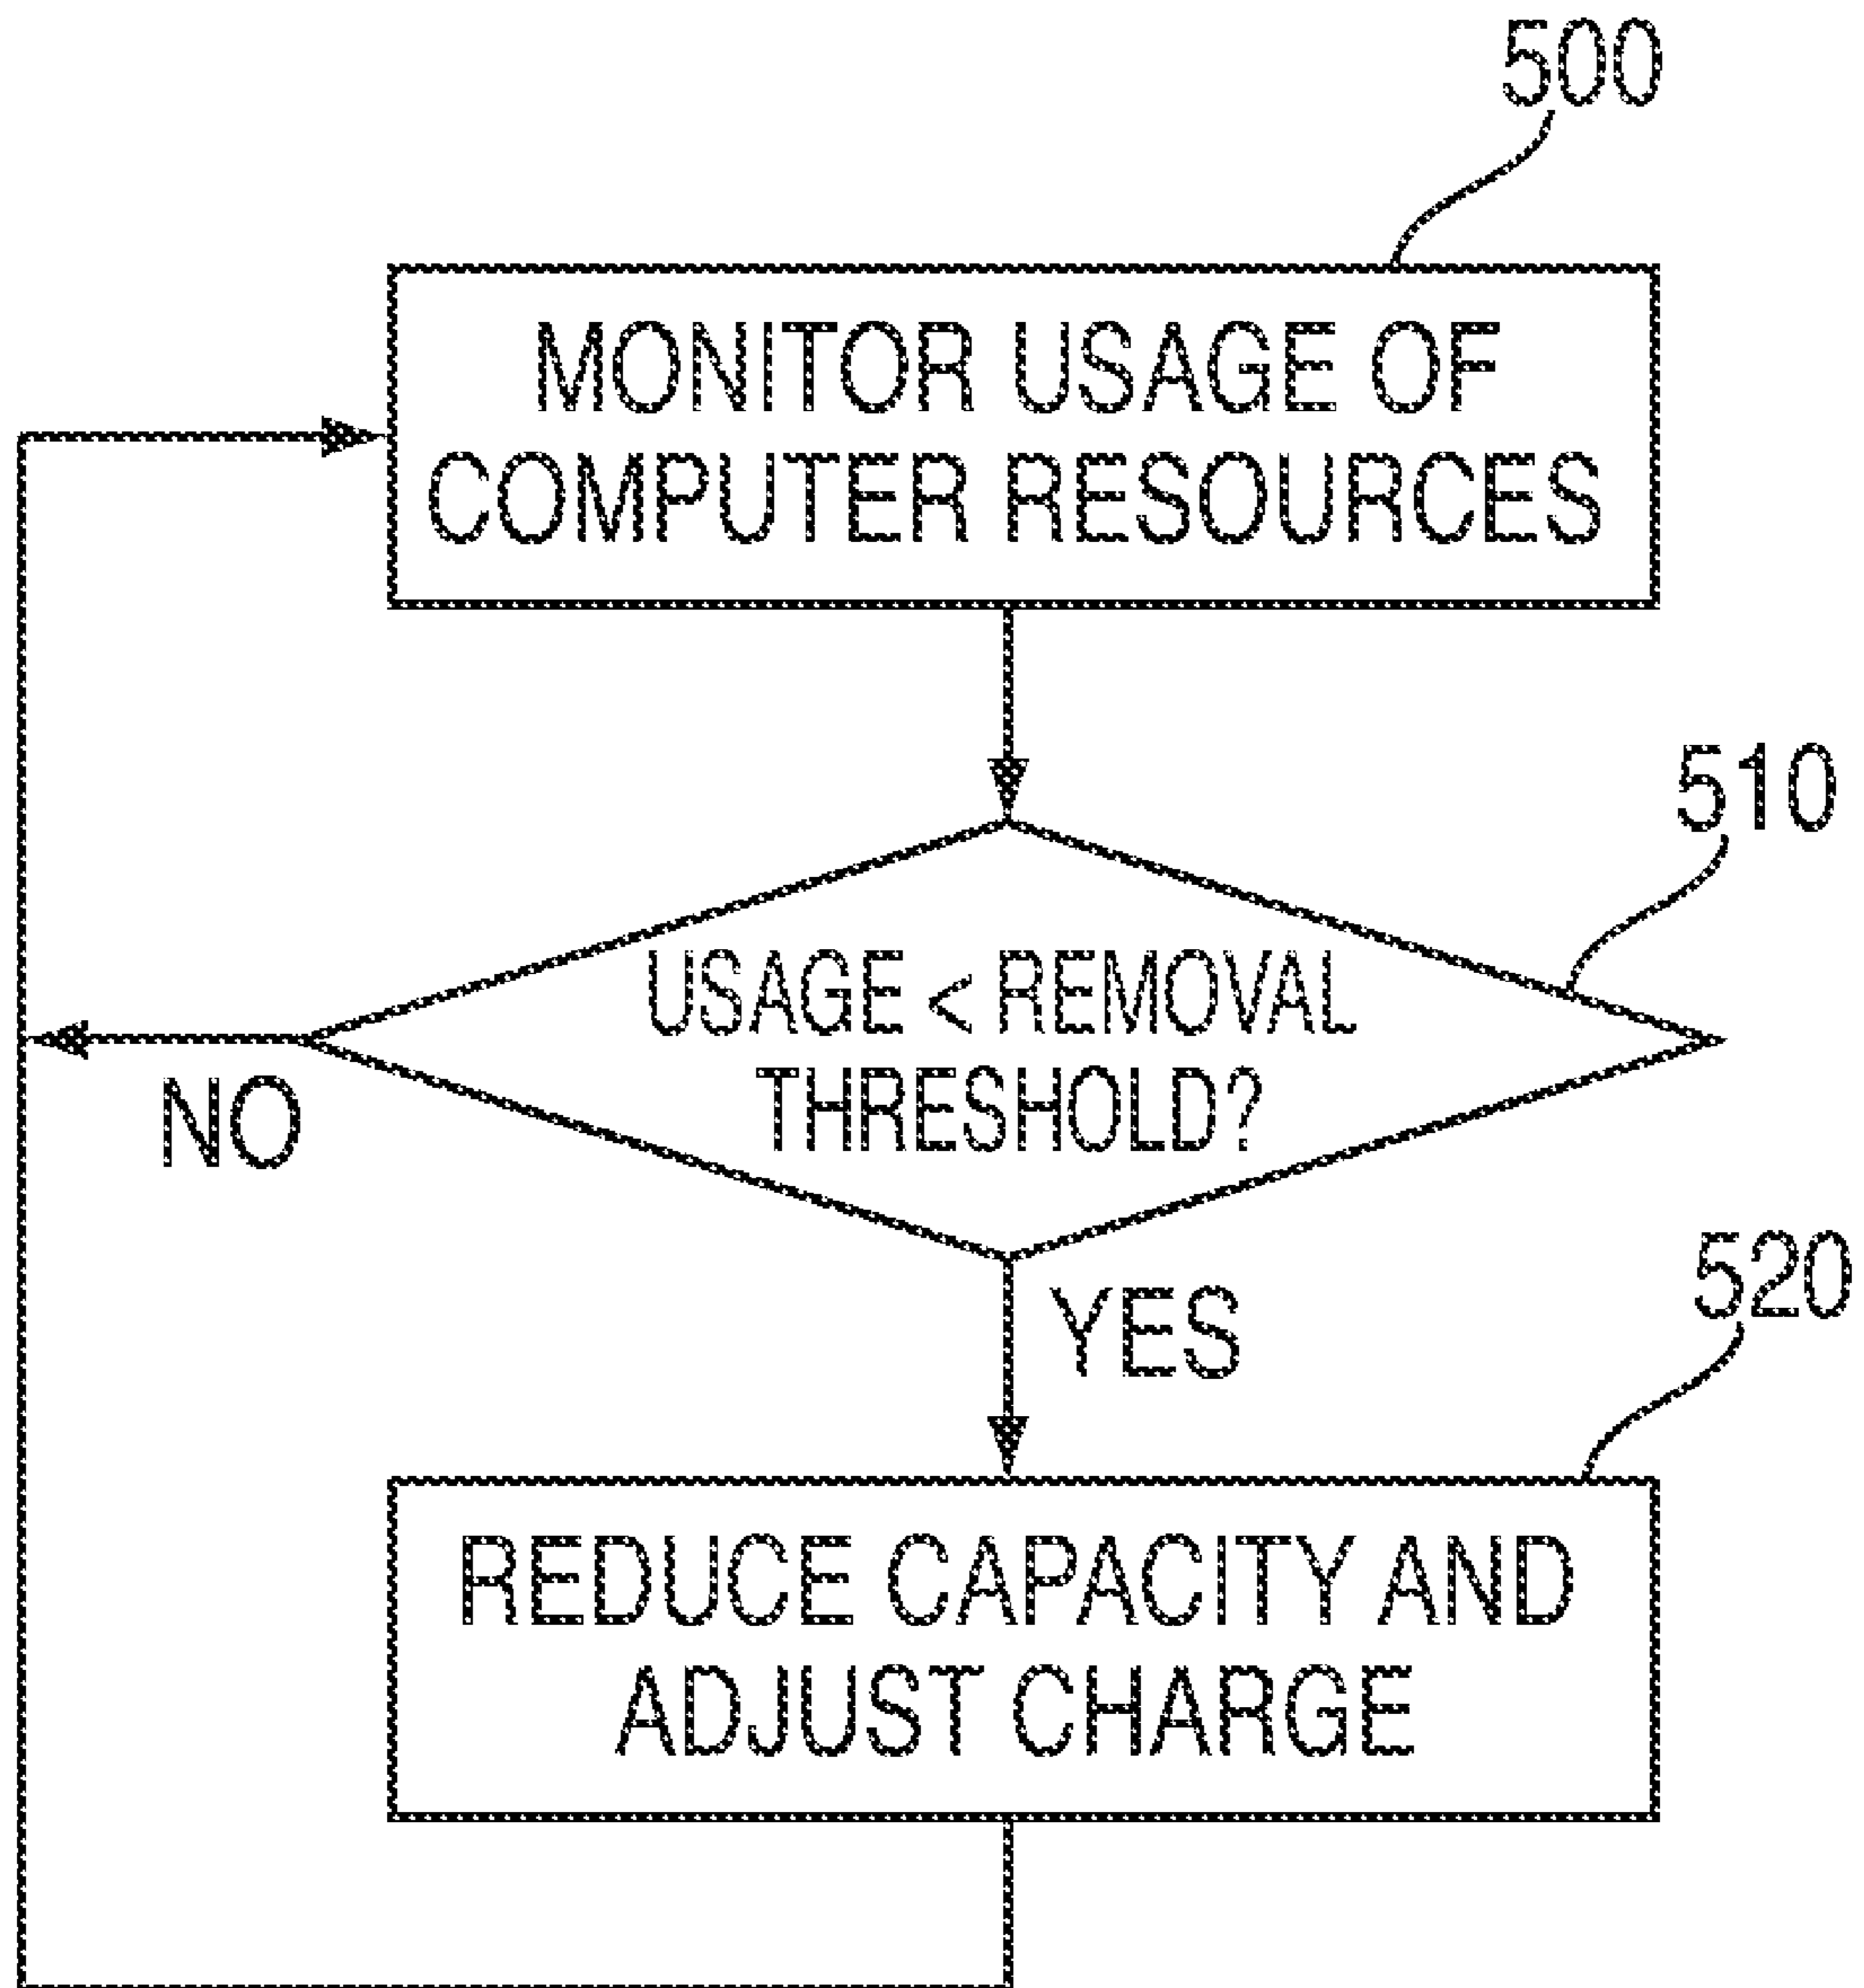 500
MONITOR USAGE OF
COMPUTER RESOURCES
510
USAGE < REMOVAL
THRESHOLD?
NO
YES
520
REDUCE CAPACITY AND
ADJUST CHARGE